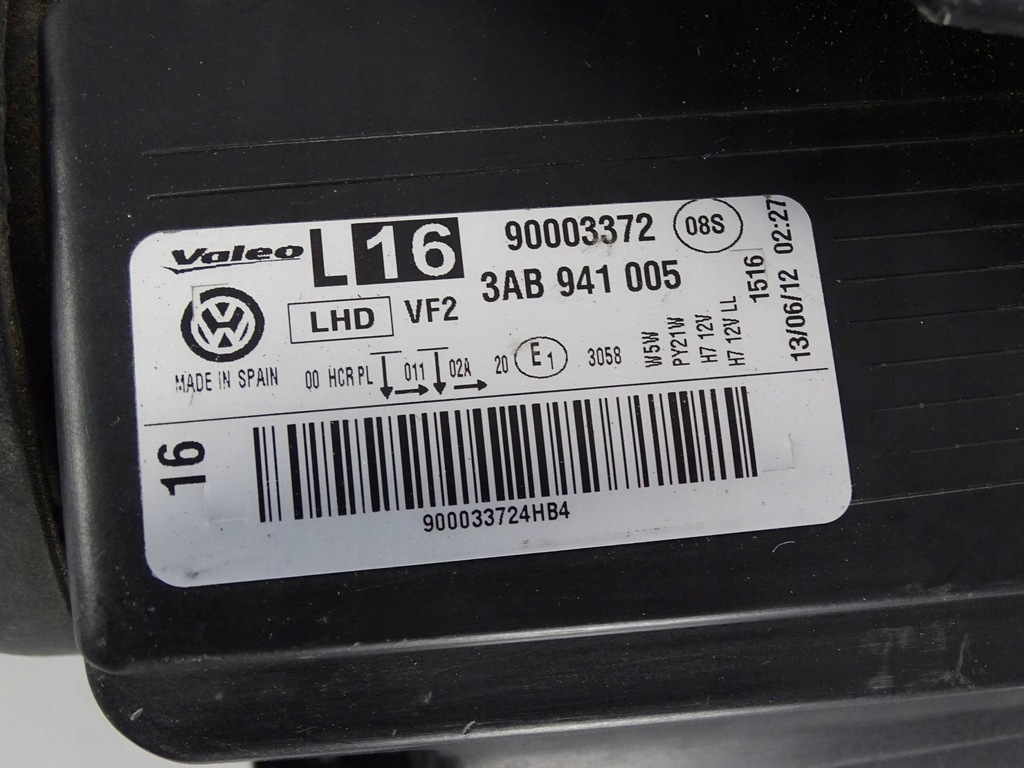 Valeo L 16 90003372 08S
3AB 941 005
LHD VF2
MADE IN SPAIN
00 HCR PL 011 02A 20 E1 3058
W5W
PY21W
H7 12V
H7 12V LL
1516
13/06/12 02:27
16
900033724HB4